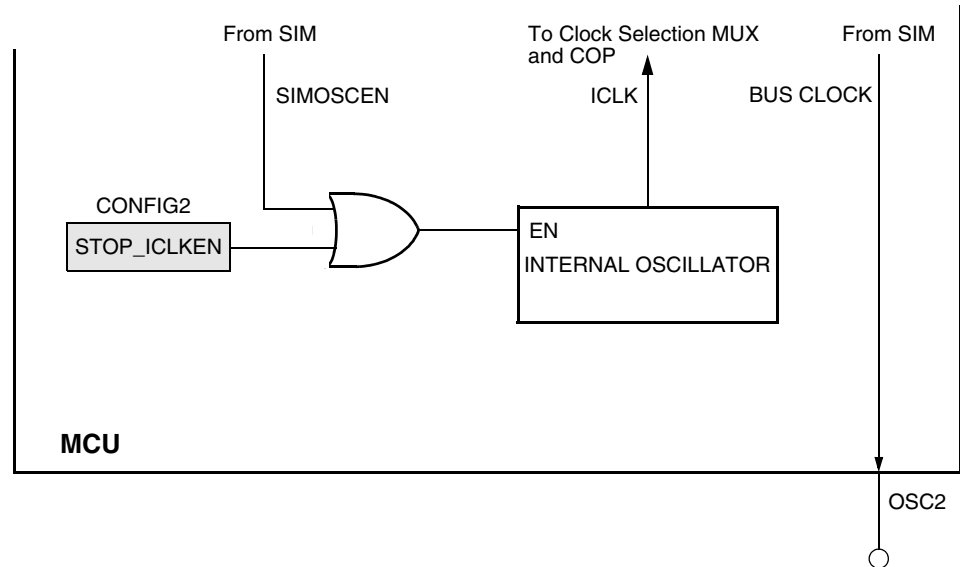 From SIM
To Clock Selection MUX
and COP
From SIM
SIMOSCEN
ICLK
BUS CLOCK
CONFIG2
STOP_ICLKEN
EN
INTERNAL OSCILLATOR
MCU
OSC2